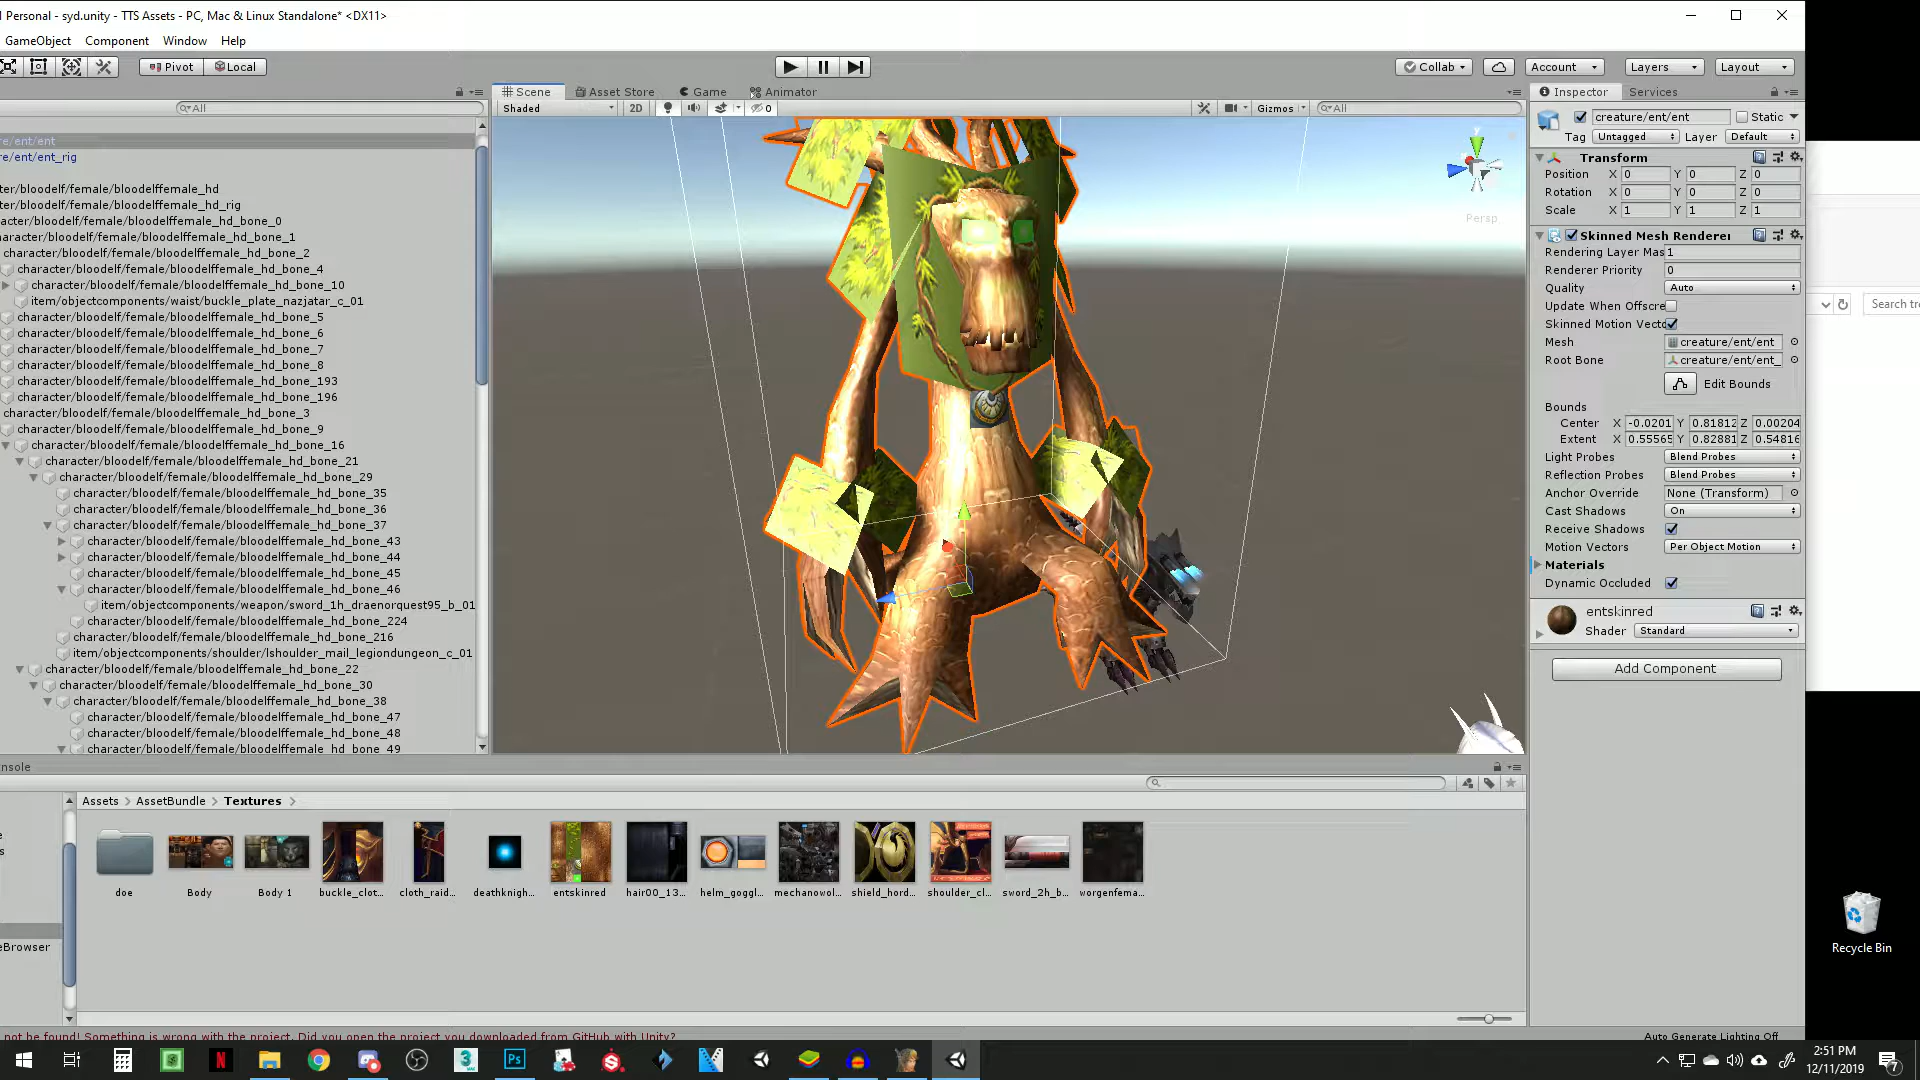 l Personal - syd.unity - TTS Assets - PC, Mac & Linux Standalone* <DX11>
GameObject Component Window Help
Pivot Local
Collab Account Layers Layout
All
re/ent/ent
re/ent/ent_rig
ter/bloodelf/female/bloodelffemale_hd
ter/bloodelf/female/bloodelffemale_hd_rig
aracter/bloodelf/female/bloodelffemale_hd_bone_0
haracter/bloodelf/female/bloodelffemale_hd_bone_1
character/bloodelf/female/bloodelffemale_hd_bone_2
character/bloodelf/female/bloodelffemale_hd_bone_4
character/bloodelf/female/bloodelffemale_hd_bone_10
item/objectcomponents/waist/buckle_plate_nazjatar_c_01
character/bloodelf/female/bloodelffemale_hd_bone_5
character/bloodelf/female/bloodelffemale_hd_bone_6
character/bloodelf/female/bloodelffemale_hd_bone_7
character/bloodelf/female/bloodelffemale_hd_bone_8
character/bloodelf/female/bloodelffemale_hd_bone_193
character/bloodelf/female/bloodelffemale_hd_bone_196
character/bloodelf/female/bloodelffemale_hd_bone_3
character/bloodelf/female/bloodelffemale_hd_bone_9
character/bloodelf/female/bloodelffemale_hd_bone_16
character/bloodelf/female/bloodelffemale_hd_bone_21
character/bloodelf/female/bloodelffemale_hd_bone_29
character/bloodelf/female/bloodelffemale_hd_bone_35
character/bloodelf/female/bloodelffemale_hd_bone_36
character/bloodelf/female/bloodelffemale_hd_bone_37
character/bloodelf/female/bloodelffemale_hd_bone_43
character/bloodelf/female/bloodelffemale_hd_bone_44
character/bloodelf/female/bloodelffemale_hd_bone_45
character/bloodelf/female/bloodelffemale_hd_bone_46
item/objectcomponents/weapon/sword_1h_draenorquest95_b_01
character/bloodelf/female/bloodelffemale_hd_bone_224
character/bloodelf/female/bloodelffemale_hd_bone_216
item/objectcomponents/shoulder/lshoulder_mail_legiondungeon_c_01
character/bloodelf/female/bloodelffemale_hd_bone_22
character/bloodelf/female/bloodelffemale_hd_bone_30
character/bloodelf/female/bloodelffemale_hd_bone_38
character/bloodelf/female/bloodelffemale_hd_bone_47
character/bloodelf/female/bloodelffemale_hd_bone_48
character/bloodelf/female/bloodelffemale_hd_bone_49
Scene Asset Store Game Animator
Shaded 2D 0 Gizmos All
Persp
Inspector Services
creature/ent/ent Static
Tag Untagged Layer Default
Transform
Position X 0 Y 0 Z 0
Rotation X 0 Y 0 Z 0
Scale X 1 Y 1 Z 1
Skinned Mesh Renderer
Rendering Layer Mas 1
Renderer Priority 0
Quality Auto
Update When Offscre
Skinned Motion Vecto
Mesh creature/ent/ent
Root Bone creature/ent/ent_
Edit Bounds
Bounds
Center X -0.0201 Y 0.81812 Z 0.00204
Extent X 0.55565 Y 0.82881 Z 0.54816
Light Probes Blend Probes
Reflection Probes Blend Probes
Anchor Override None (Transform)
Cast Shadows On
Receive Shadows
Motion Vectors Per Object Motion
Materials
Dynamic Occluded
entskinred
Shader Standard
Add Component
Search tre
nsole
Assets > AssetBundle > Textures >
doe Body Body 1 buckle_clot... cloth_raid... deathknigh... entskinred hair00_13... helm_goggl... mechanowol... shield_hord... shoulder_cl... sword_2h_b... worgenfema...
eBrowser
not be found! Something is wrong with the project. Did you open the project you downloaded from GitHub with Unity?
Auto Generate Lighting Off
Recycle Bin
2:51 PM
12/11/2019
7